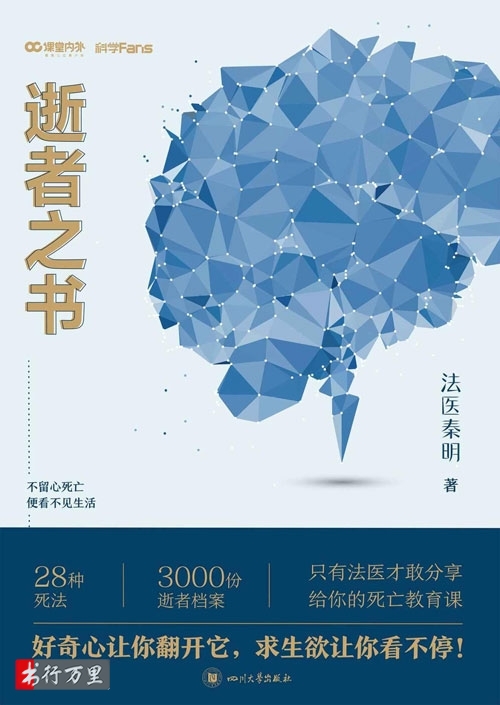 课堂内外 科学Fans
逝者之书
法医秦明 著
不留心死亡
便看不见生活
28种
死法
3000份
逝者档案
只有法医才敢分享
给你的死亡教育课
好奇心让你翻开它，求生欲让你看不停！
书行万里
四川大学出版社